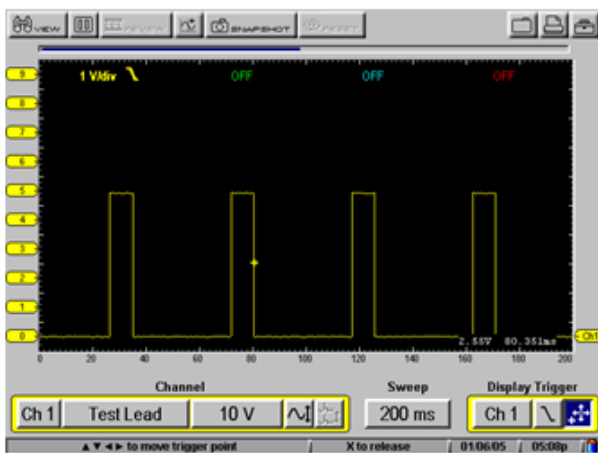 VIEW REVIEW SNAPSHOT PRESET
1 V/div OFF OFF OFF
9
8
7
6
5
4
3
2
1
0
2.55V 80.351ms
Ch1
0 20 40 60 80 100 120 140 160 180 200
Channel Sweep Display Trigger
Ch 1 Test Lead 10 V 200 ms Ch 1
▲ ▼ ◄ ► to move trigger point X to release 01/06/05 05:08p